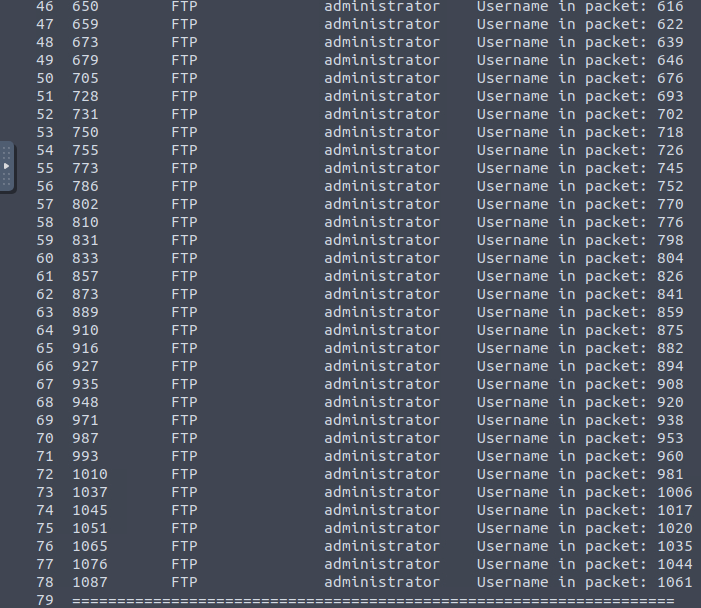 46 650 FTP administrator Username in packet: 616
47 659 FTP administrator Username in packet: 622
48 673 FTP administrator Username in packet: 639
49 679 FTP administrator Username in packet: 646
50 705 FTP administrator Username in packet: 676
51 728 FTP administrator Username in packet: 693
52 731 FTP administrator Username in packet: 702
53 750 FTP administrator Username in packet: 718
54 755 FTP administrator Username in packet: 726
55 773 FTP administrator Username in packet: 745
56 786 FTP administrator Username in packet: 752
57 802 FTP administrator Username in packet: 770
58 810 FTP administrator Username in packet: 776
59 831 FTP administrator Username in packet: 798
60 833 FTP administrator Username in packet: 804
61 857 FTP administrator Username in packet: 826
62 873 FTP administrator Username in packet: 841
63 889 FTP administrator Username in packet: 859
64 910 FTP administrator Username in packet: 875
65 916 FTP administrator Username in packet: 882
66 927 FTP administrator Username in packet: 894
67 935 FTP administrator Username in packet: 908
68 948 FTP administrator Username in packet: 920
69 971 FTP administrator Username in packet: 938
70 987 FTP administrator Username in packet: 953
71 993 FTP administrator Username in packet: 960
72 1010 FTP administrator Username in packet: 981
73 1037 FTP administrator Username in packet: 1006
74 1045 FTP administrator Username in packet: 1017
75 1051 FTP administrator Username in packet: 1020
76 1065 FTP administrator Username in packet: 1035
77 1076 FTP administrator Username in packet: 1044
78 1087 FTP administrator Username in packet: 1061
79 ===================================================================